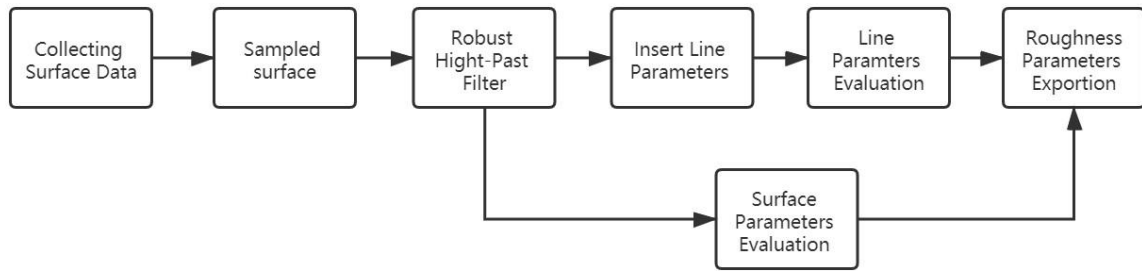 Collecting
Surface Data
Sampled
surface
Robust
Hight-Past
Filter
Insert Line
Parameters
Line
Paramters
Evaluation
Roughness
Parameters
Exportion
Surface
Parameters
Evaluation